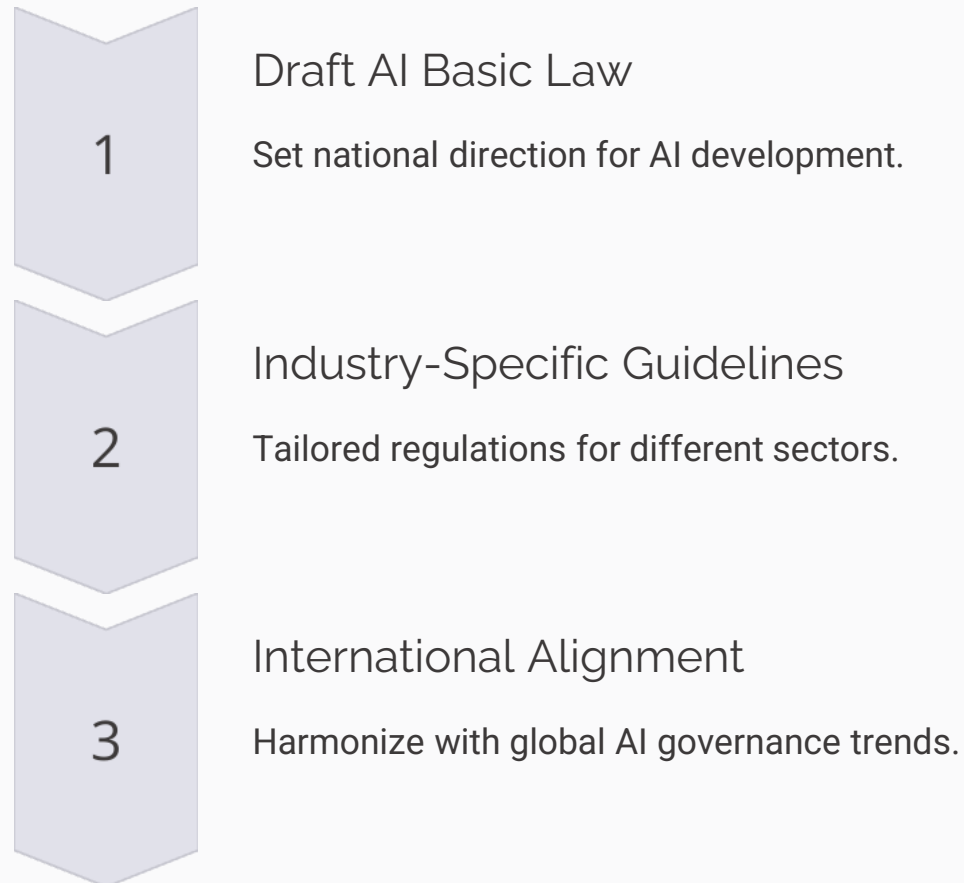 1
Draft AI Basic Law
Set national direction for AI development.
2
Industry-Specific Guidelines
Tailored regulations for different sectors.
3
International Alignment
Harmonize with global AI governance trends.